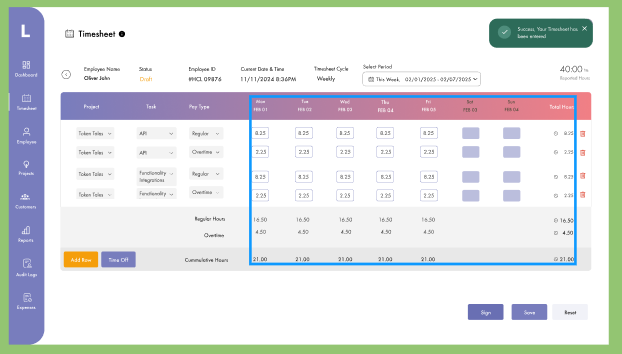 L
Dashboard
Timesheet
Employee
Projects
Customers
Reports
Audit Logs
Expenses
Timesheet
Success, Your Timesheet has been entered
Employee Name
Oliver John
Status
Draft
Employee ID
#HCL 09876
Current Date & Time
11/11/2024 8:36PM
Timesheet Cycle
Weekly
Select Period
This Week, 02/01/2025 - 02/07/2025
40:00 hr
Reported Hours
Project Task Pay Type Mon Tue Wed Thu Fri Sat Sun Total Hours
FEB 01 FEB 02 FEB 03 FEB 04 FEB 05 FEB 03 FEB 04
Token Tales API Regular 8.25 8.25 8.25 8.25 8.25 8.25
Token Tales API Overtime 2.25 2.25 2.25 2.25 2.25 2.25
Token Tales Functionality Integrations Regular 8.25 8.25 8.25 8.25 8.25 8.25
Token Tales Functionality Overtime 2.25 2.25 2.25 2.25 2.25 2.25
Regular Hours 16.50 16.50 16.50 16.50 16.50 16.50
Overtime 4.50 4.50 4.50 4.50 4.50 4.50
Add Row Time Off Cummulative Hours 21.00 21.00 21.00 21.00 21.00 21.00
Sign Save Reset